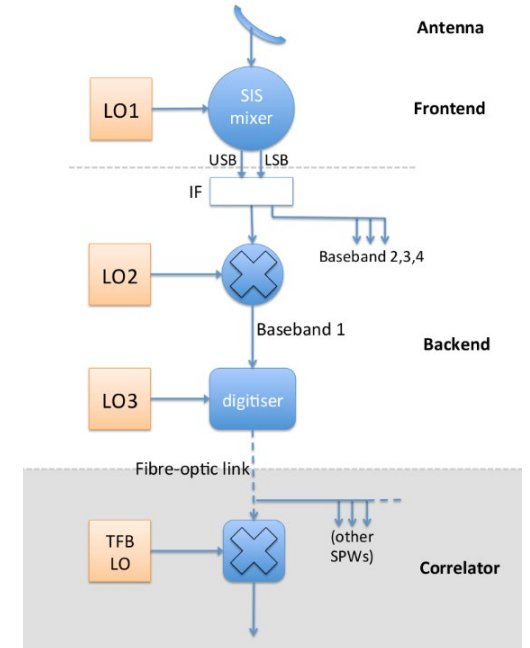 Antenna
SIS
mixer
LO1
Frontend
USB
LSB
IF
Baseband 2,3,4
LO2
Baseband 1
Backend
LO3
digitiser
Fibre-optic link
(other
SPWs)
TFB
LO
Correlator